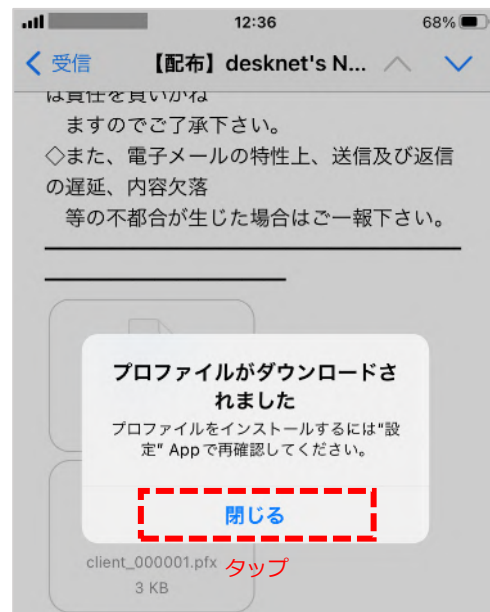 12:36
68%
受信
【配布】desknet's N...
は責任を負いかね
ますのでご了承下さい。
◇また、電子メールの特性上、送信及び返信
の遅延、内容欠落
等の不都合が生じた場合はご一報下さい。
プロファイルがダウンロードさ
れました
プロファイルをインストールするには"設
定" Appで再確認してください。
閉じる
client_000001.pfx
タップ
3 KB